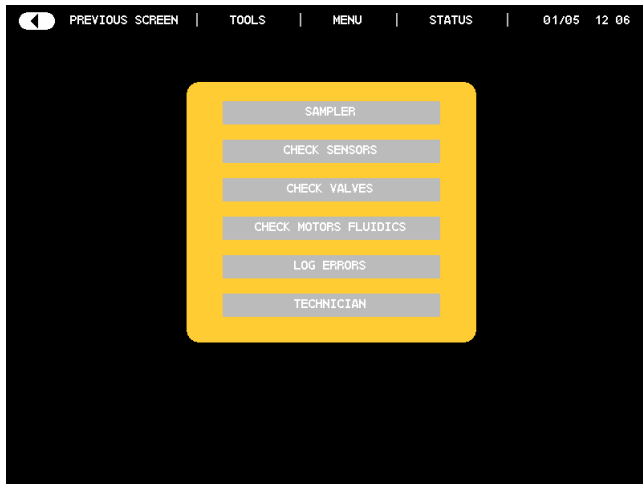 PREVIOUS SCREEN | TOOLS | MENU | STATUS | 01/05 12 06
SAMPLER
CHECK SENSORS
CHECK VALVES
CHECK MOTORS FLUIDICS
LOG ERRORS
TECHNICIAN